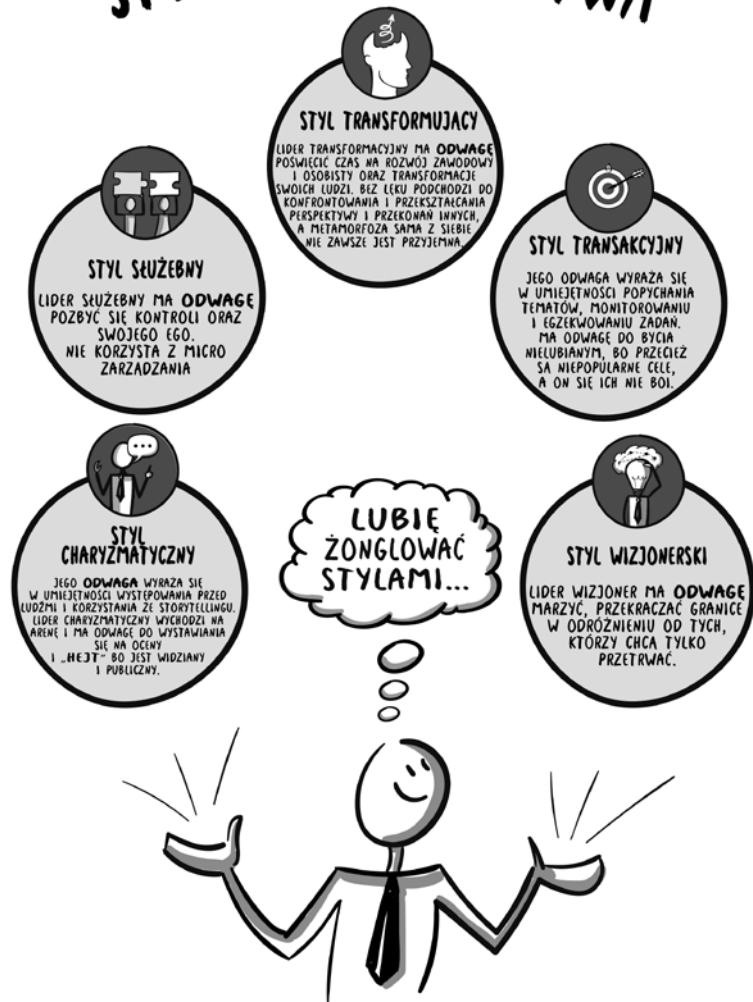 STYL TRANSFORMUJĄCY
LIDER TRANSFORMACYJNY MA ODWAGĘ
POŚWIĘCIĆ CZAS NA ROZWÓJ ZAWODOWY
I OSOBISTY ORAZ TRANSFORMACJE
SWOICH LUDZI. BEZ LĘKU PODCHODZI DO
KONFRONTOWANIA I PRZEKSZTAŁCANIA
PERSPEKTYWY I PRZEKONAŃ INNYCH,
A METAMORFOZA SAMA Z SIEBIE
NIE ZAWSZE JEST PRZYJEMNA.
STYL SŁUŻEBNY
LIDER SŁUŻEBNY MA ODWAGĘ
POZBYĆ SIĘ KONTROLI ORAZ
SWOJEGO EGO.
NIE KORZYSTA Z MICRO
ZARZĄDZANIA
STYL TRANSAKCYJNY
JEGO ODWAGA WYRAŻA SIĘ
W UMIEJĘTNOŚCI POPYCHANIA
TEMATÓW, MONITOROWANIU
I EGZEKWOWANIU ZADAŃ.
MA ODWAGĘ DO BYCIA
NIELUBIANYM, BO PRZECIEŻ
SĄ NIEPOPULARNE CELE,
A ON SIĘ ICH NIE BOI.
STYL
CHARYZMATYCZNY
JEGO ODWAGA WYRAŻA SIĘ
W UMIEJĘTNOŚCI WYSTĘPOWANIA PRZED
LUDŹMI I KORZYSTANIA ZE STORYTELLINGU.
LIDER CHARYZMATYCZNY WYCHODZI NA
ARENĘ I MA ODWAGĘ DO WYSTAWIANIA
SIĘ NA OCENY
I „HEJT" BO JEST WIDZIANY
I PUBLICZNY.
LUBIĘ
ŻONGLOWAĆ
STYLAMI...
STYL WIZJONERSKI
LIDER WIZJONER MA ODWAGĘ
MARZYĆ, PRZEKRACZAĆ GRANICE
W ODRÓŻNIENIU OD TYCH,
KTÓRZY CHCĄ TYLKO
PRZETRWAĆ.